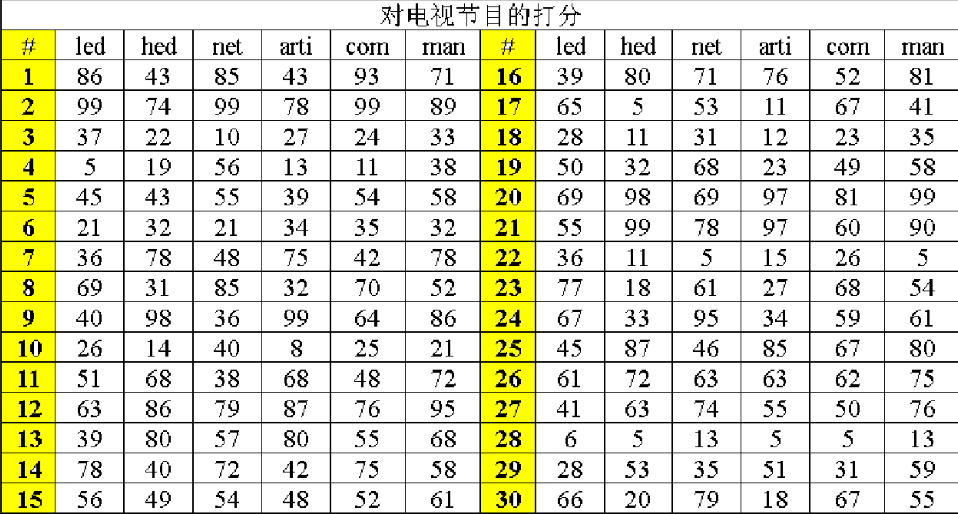 对电视节目的打分
# led hed net arti com man # led hed net arti com man
1 86 43 85 43 93 71 16 39 80 71 76 52 81
2 99 74 99 78 99 89 17 65 5 53 11 67 41
3 37 22 10 27 24 33 18 28 11 31 12 23 35
4 5 19 56 13 11 38 19 50 32 68 23 49 58
5 45 43 55 39 54 58 20 69 98 69 97 81 99
6 21 32 21 34 35 32 21 55 99 78 97 60 90
7 36 78 48 75 42 78 22 36 11 5 15 26 5
8 69 31 85 32 70 52 23 77 18 61 27 68 54
9 40 98 36 99 64 86 24 67 33 95 34 59 61
10 26 14 40 8 25 21 25 45 87 46 85 67 80
11 51 68 38 68 48 72 26 61 72 63 63 62 75
12 63 86 79 87 76 95 27 41 63 74 55 50 76
13 39 80 57 80 55 68 28 6 5 13 5 5 13
14 78 40 72 42 75 58 29 28 53 35 51 31 59
15 56 49 54 48 52 61 30 66 20 79 18 67 55